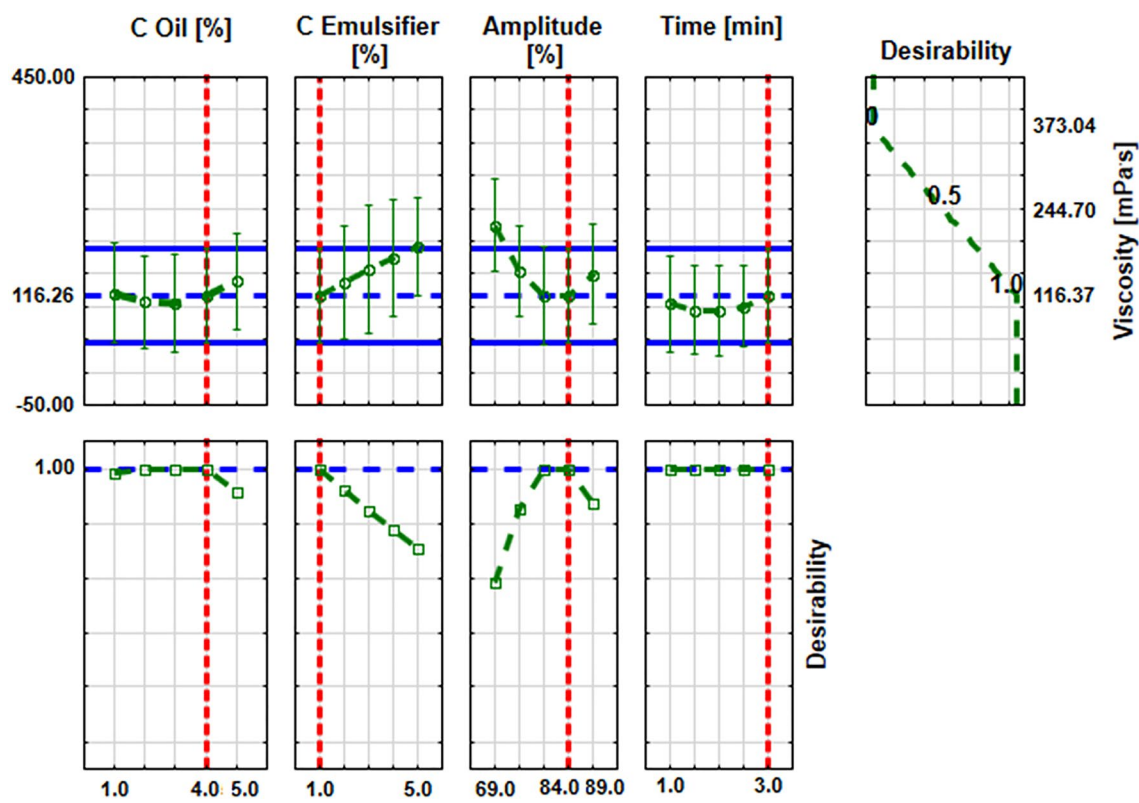 C Oil [%]
C Emulsifier
[%]
Amplitude
[%]
Time [min]
Desirability
450.00
116.26
-50.00
0
0.5
1.0
373.04
244.70
116.37
Viscosity [mPa·s]
1.00
Desirability
1.0 4.0 5.0
1.0 5.0
69.0 84.0 89.0
1.0 3.0